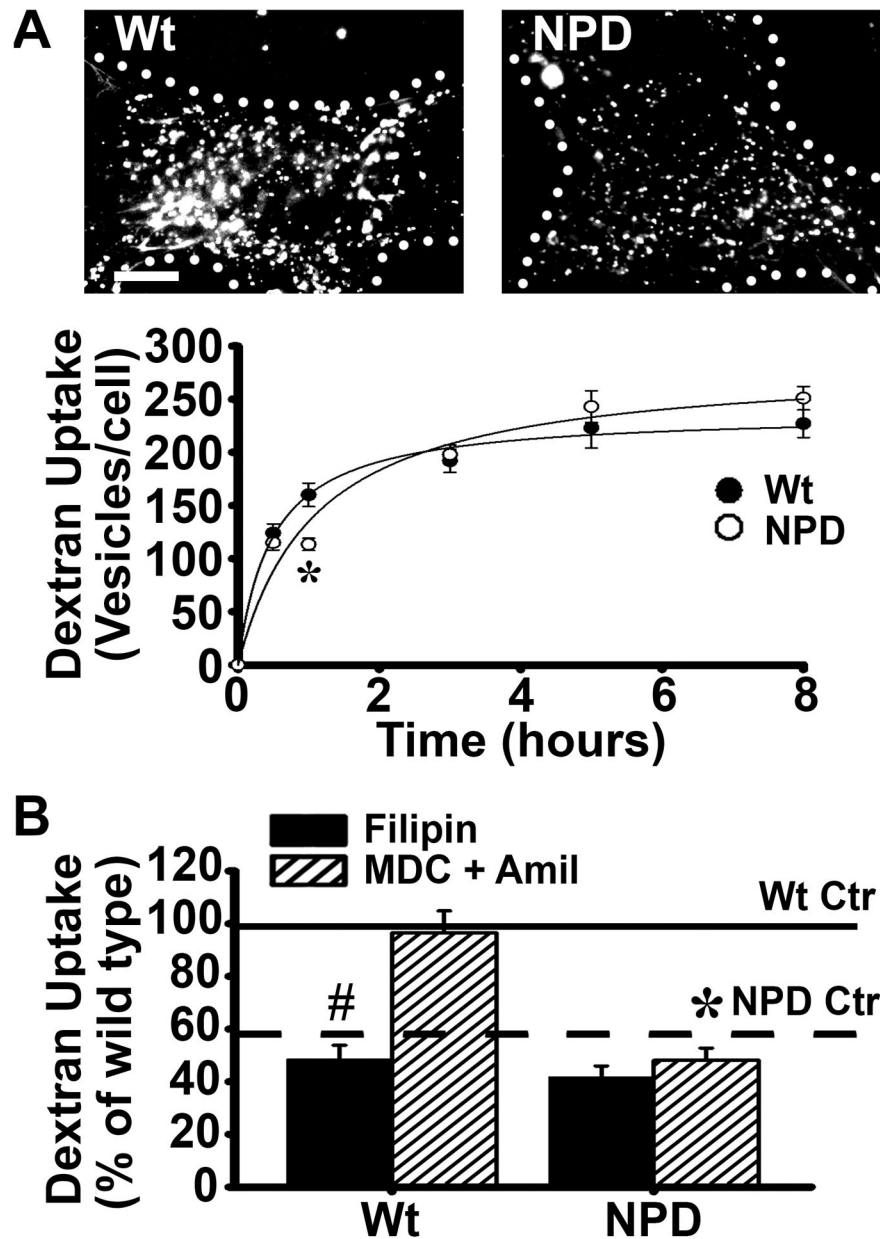 A
Wt
NPD
Dextran Uptake
(Vesicles/cell)
300
250
200
150
100
50
0
Wt
NPD
*
0
2
4
6
8
Time (hours)
B
Filipin
MDC + Amil
Dextran Uptake
(% of wild type)
120
100
80
60
40
20
0
Wt Ctr
#
* NPD Ctr
Wt
NPD